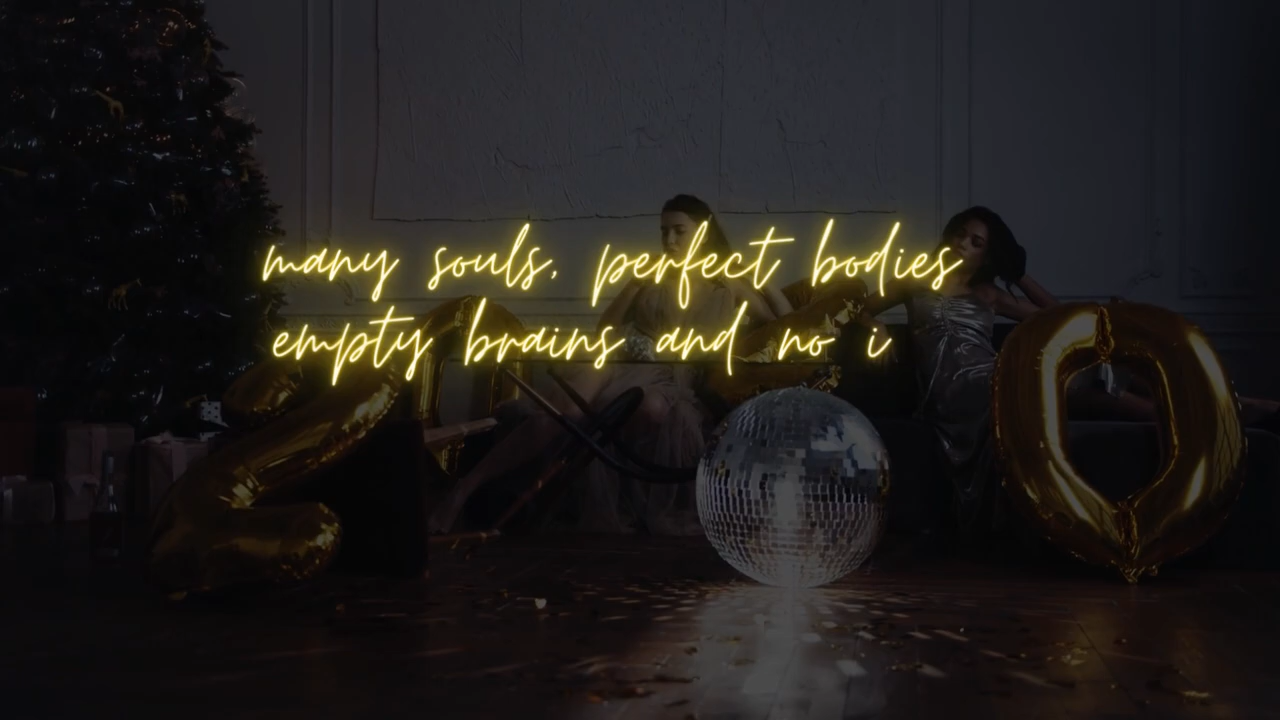 many souls, perfect bodies
empty brains and no i